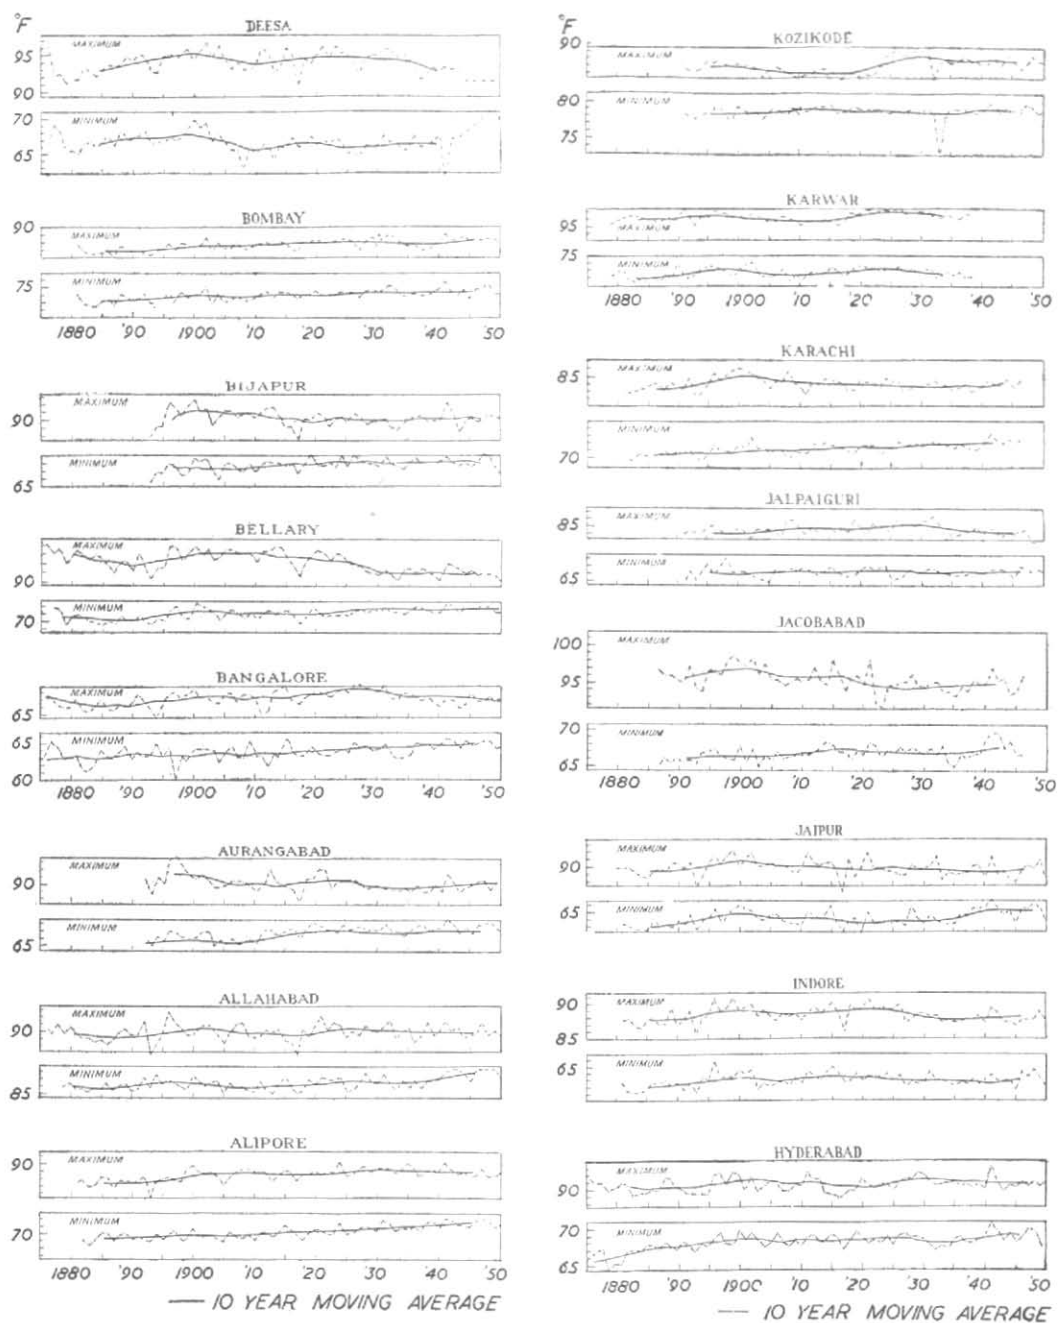 °F
DEESA
MAXIMUM
95
90
70
MINIMUM
65
BOMBAY
90
MAXIMUM
MINIMUM
75
1880 '90 1900 '10 '20 '30 '40 '50
BIJAPUR
MAXIMUM
90
MINIMUM
65
BELLARY
MAXIMUM
90
MINIMUM
70
BANGALORE
MAXIMUM
65
MINIMUM
65
60
1880 '90 1900 '10 '20 '30 '40 '50
AURANGABAD
MAXIMUM
90
MINIMUM
65
ALLAHABAD
MAXIMUM
90
MINIMUM
85
ALIPORE
MAXIMUM
90
MINIMUM
70
1880 '90 1900 '10 '20 '30 '40 '50
— 10 YEAR MOVING AVERAGE
°F
KOZIKODE
90
MAXIMUM
80
MINIMUM
75
KARWAR
95
MAXIMUM
75
MINIMUM
1880 '90 1900 '10 '20 '30 '40 '50
KARACHI
MAXIMUM
85
MINIMUM
70
JALPAIGURI
MAXIMUM
85
MINIMUM
65
JACOBABAD
100
MAXIMUM
95
70
MINIMUM
65
1880 '90 1900 '10 '20 '30 '40 '50
JAIPUR
MAXIMUM
90
MINIMUM
65
INDORE
90
MAXIMUM
85
65
MINIMUM
HYDERABAD
MAXIMUM
90
70
MINIMUM
65
1880 '90 1900 '10 '20 '30 '40 '50
— 10 YEAR MOVING AVERAGE